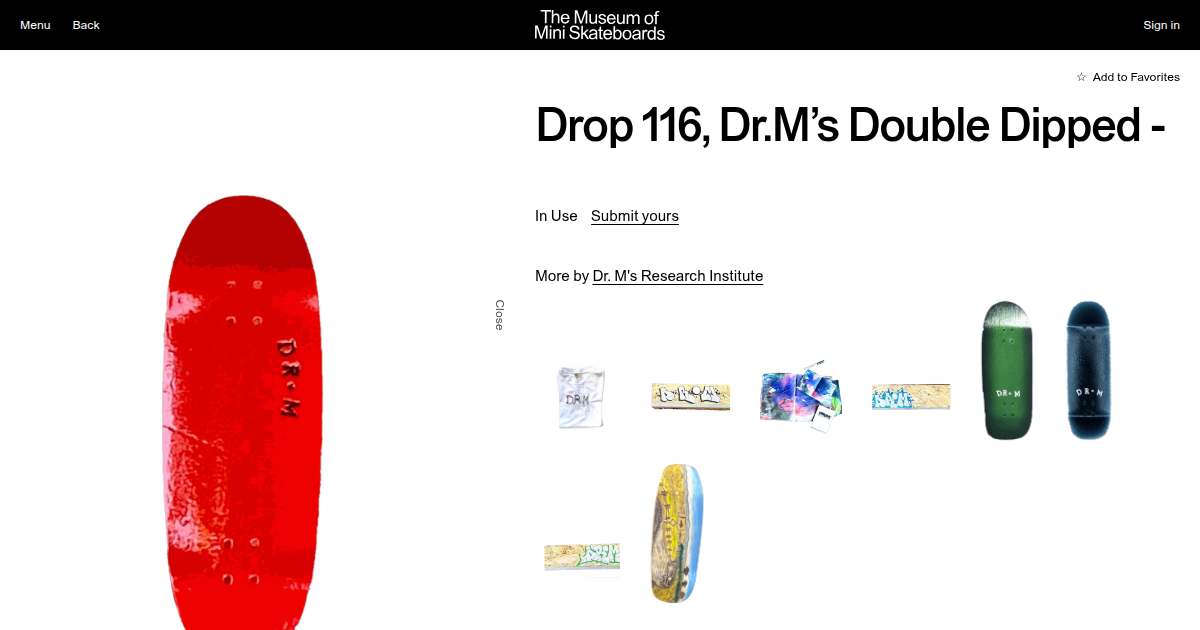 Menu
Back
The Museum of
Mini Skateboards
Sign in
☆ Add to Favorites
Drop 116, Dr.M’s Double Dipped -
In Use
Submit yours
More by Dr. M's Research Institute
Close
DR•M
DR.M
DR•M
DR•M